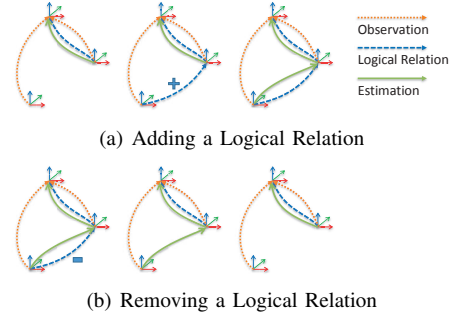 Observation
Logical Relation
Estimation
(a) Adding a Logical Relation
(b) Removing a Logical Relation